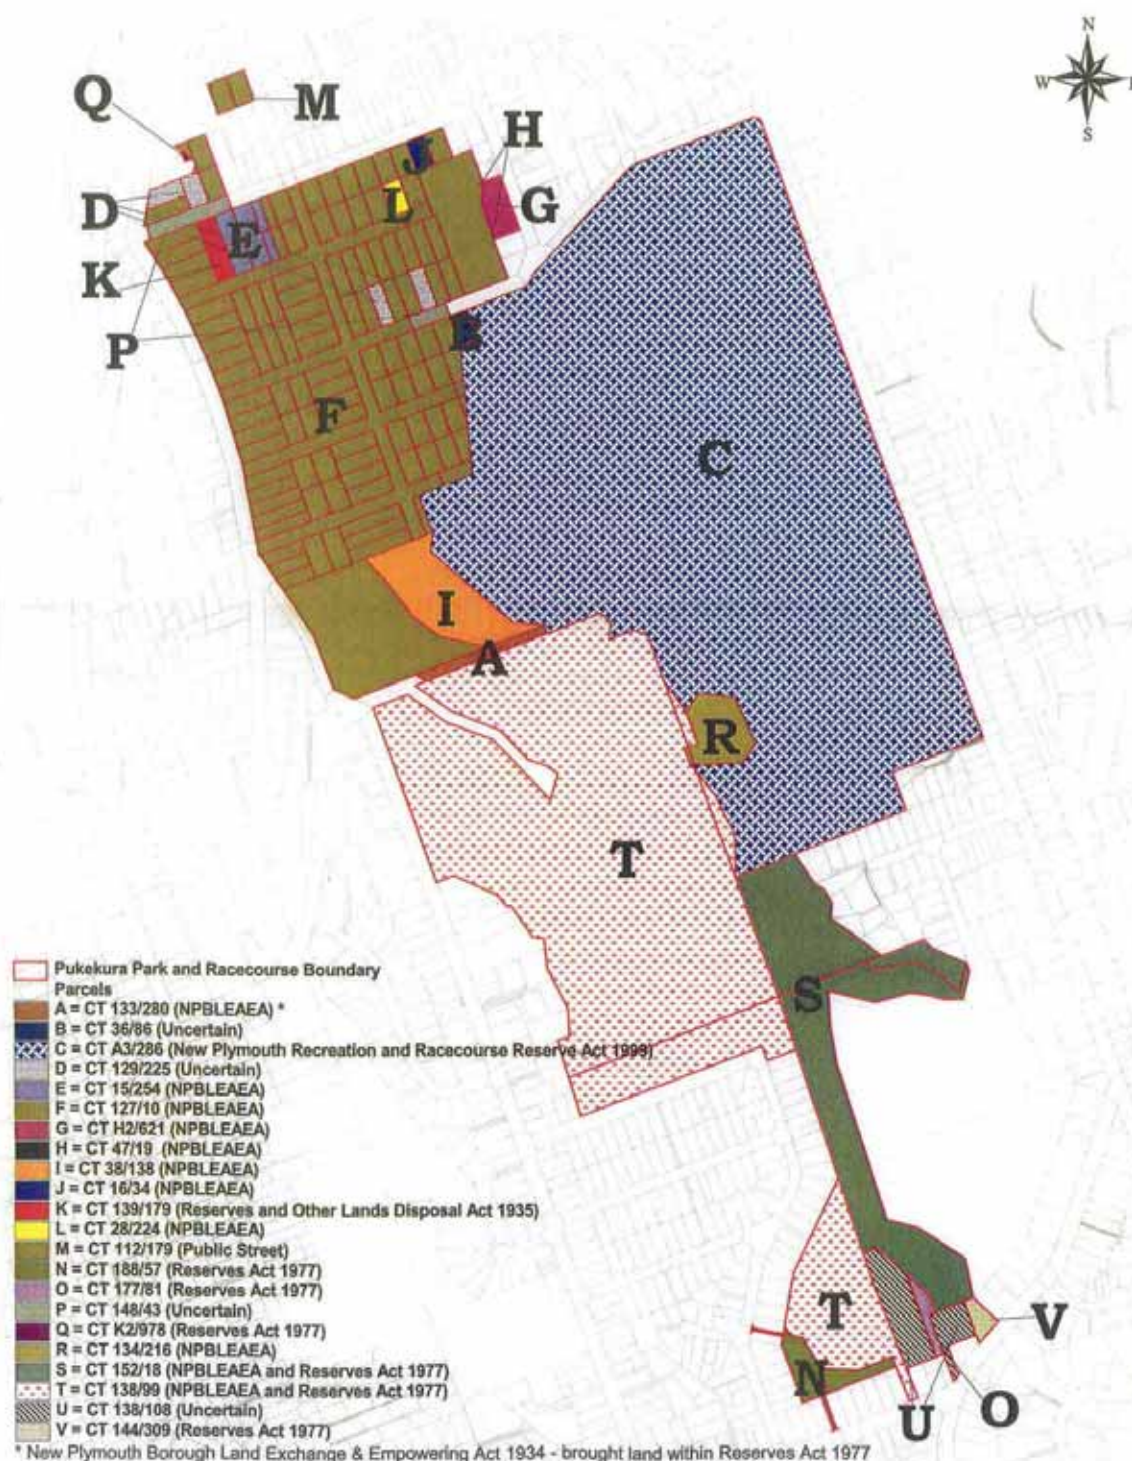 N
W
S
Q
M
H
J
D
L
G
E
K
P
B
F
C
I
A
R
T
S
T
V
N
U
O
Pukekura Park and Racecourse Boundary
Parcels
A = CT 133/280 (NPBLEAEA) *
B = CT 36/86 (Uncertain)
C = CT A3/286 (New Plymouth Recreation and Racecourse Reserve Act 1999)
D = CT 129/225 (Uncertain)
E = CT 15/254 (NPBLEAEA)
F = CT 127/10 (NPBLEAEA)
G = CT H2/621 (NPBLEAEA)
H = CT 47/19 (NPBLEAEA)
I = CT 38/138 (NPBLEAEA)
J = CT 16/34 (NPBLEAEA)
K = CT 139/179 (Reserves and Other Lands Disposal Act 1935)
L = CT 28/224 (NPBLEAEA)
M = CT 112/179 (Public Street)
N = CT 188/57 (Reserves Act 1977)
O = CT 177/81 (Reserves Act 1977)
P = CT 148/43 (Uncertain)
Q = CT K2/978 (Reserves Act 1977)
R = CT 134/216 (NPBLEAEA)
S = CT 152/18 (NPBLEAEA and Reserves Act 1977)
T = CT 138/99 (NPBLEAEA and Reserves Act 1977)
U = CT 138/108 (Uncertain)
V = CT 144/309 (Reserves Act 1977)
* New Plymouth Borough Land Exchange & Empowering Act 1934 - brought land within Reserves Act 1977